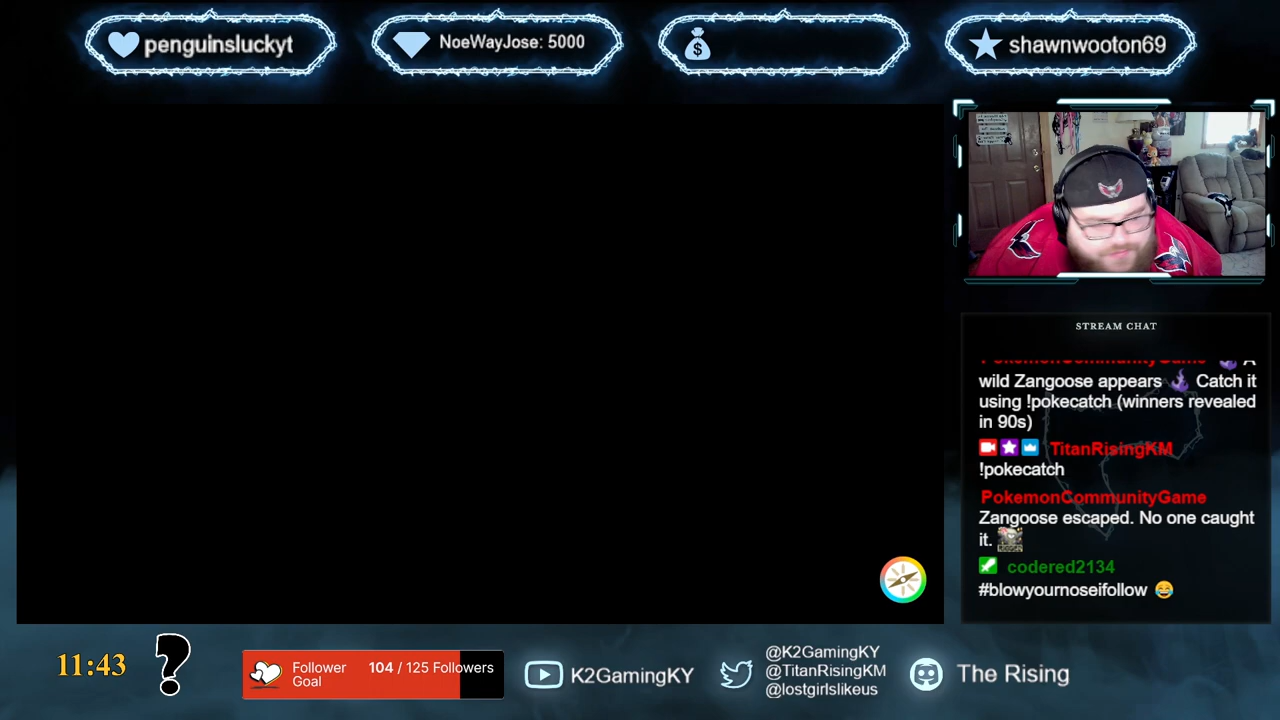 penguinsluckyt
NoeWayJose: 5000
$
shawnwooton69
STREAM CHAT
PokemonCommunityGame A
wild Zangoose appears Catch it
using !pokecatch (winners revealed
in 90s)
TitanRisingKM
!pokecatch
PokemonCommunityGame
Zangoose escaped. No one caught
it.
codered2134
#blowyournoseifollow 😂
11:43
?
Follower
Goal
104 / 125 Followers
K2GamingKY
@K2GamingKY
@TitanRisingKM
@lostgirlslikeus
The Rising